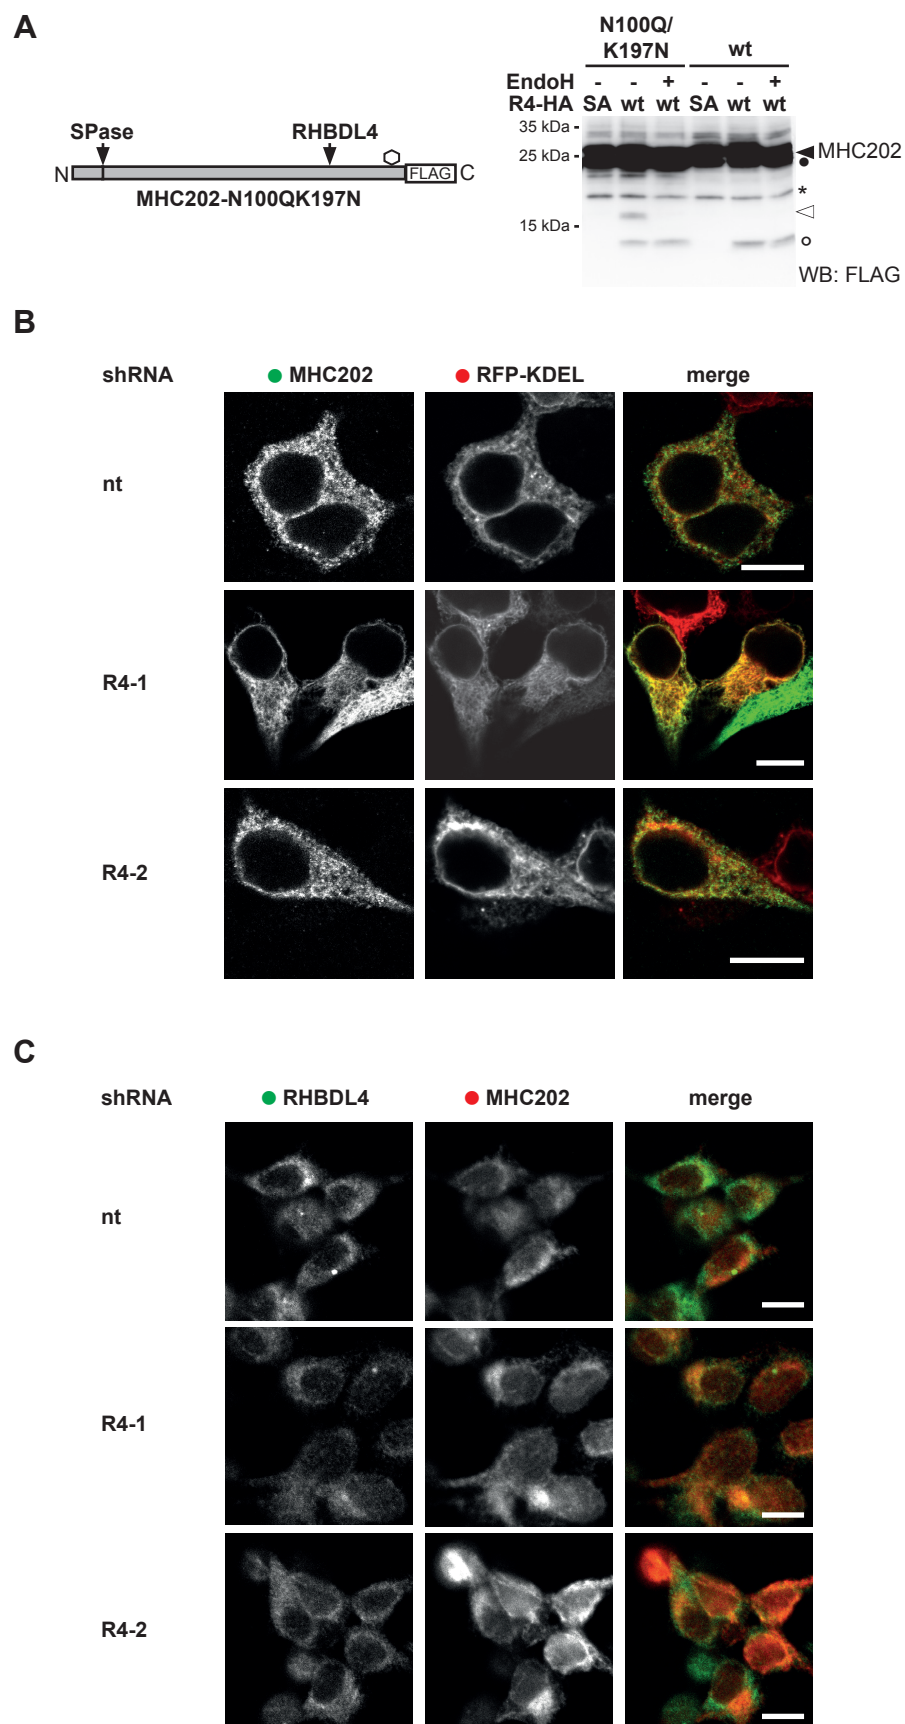 A
N100Q/
K197N
wt
EndoH - - + - - +
R4-HA SA wt wt SA wt wt
SPase
RHBDL4
N
FLAG
C
MHC202-N100QK197N
35 kDa -
25 kDa -
15 kDa -
MHC202
*
WB: FLAG
B
shRNA
MHC202
RFP-KDEL
merge
nt
R4-1
R4-2
C
shRNA
RHBDL4
MHC202
merge
nt
R4-1
R4-2